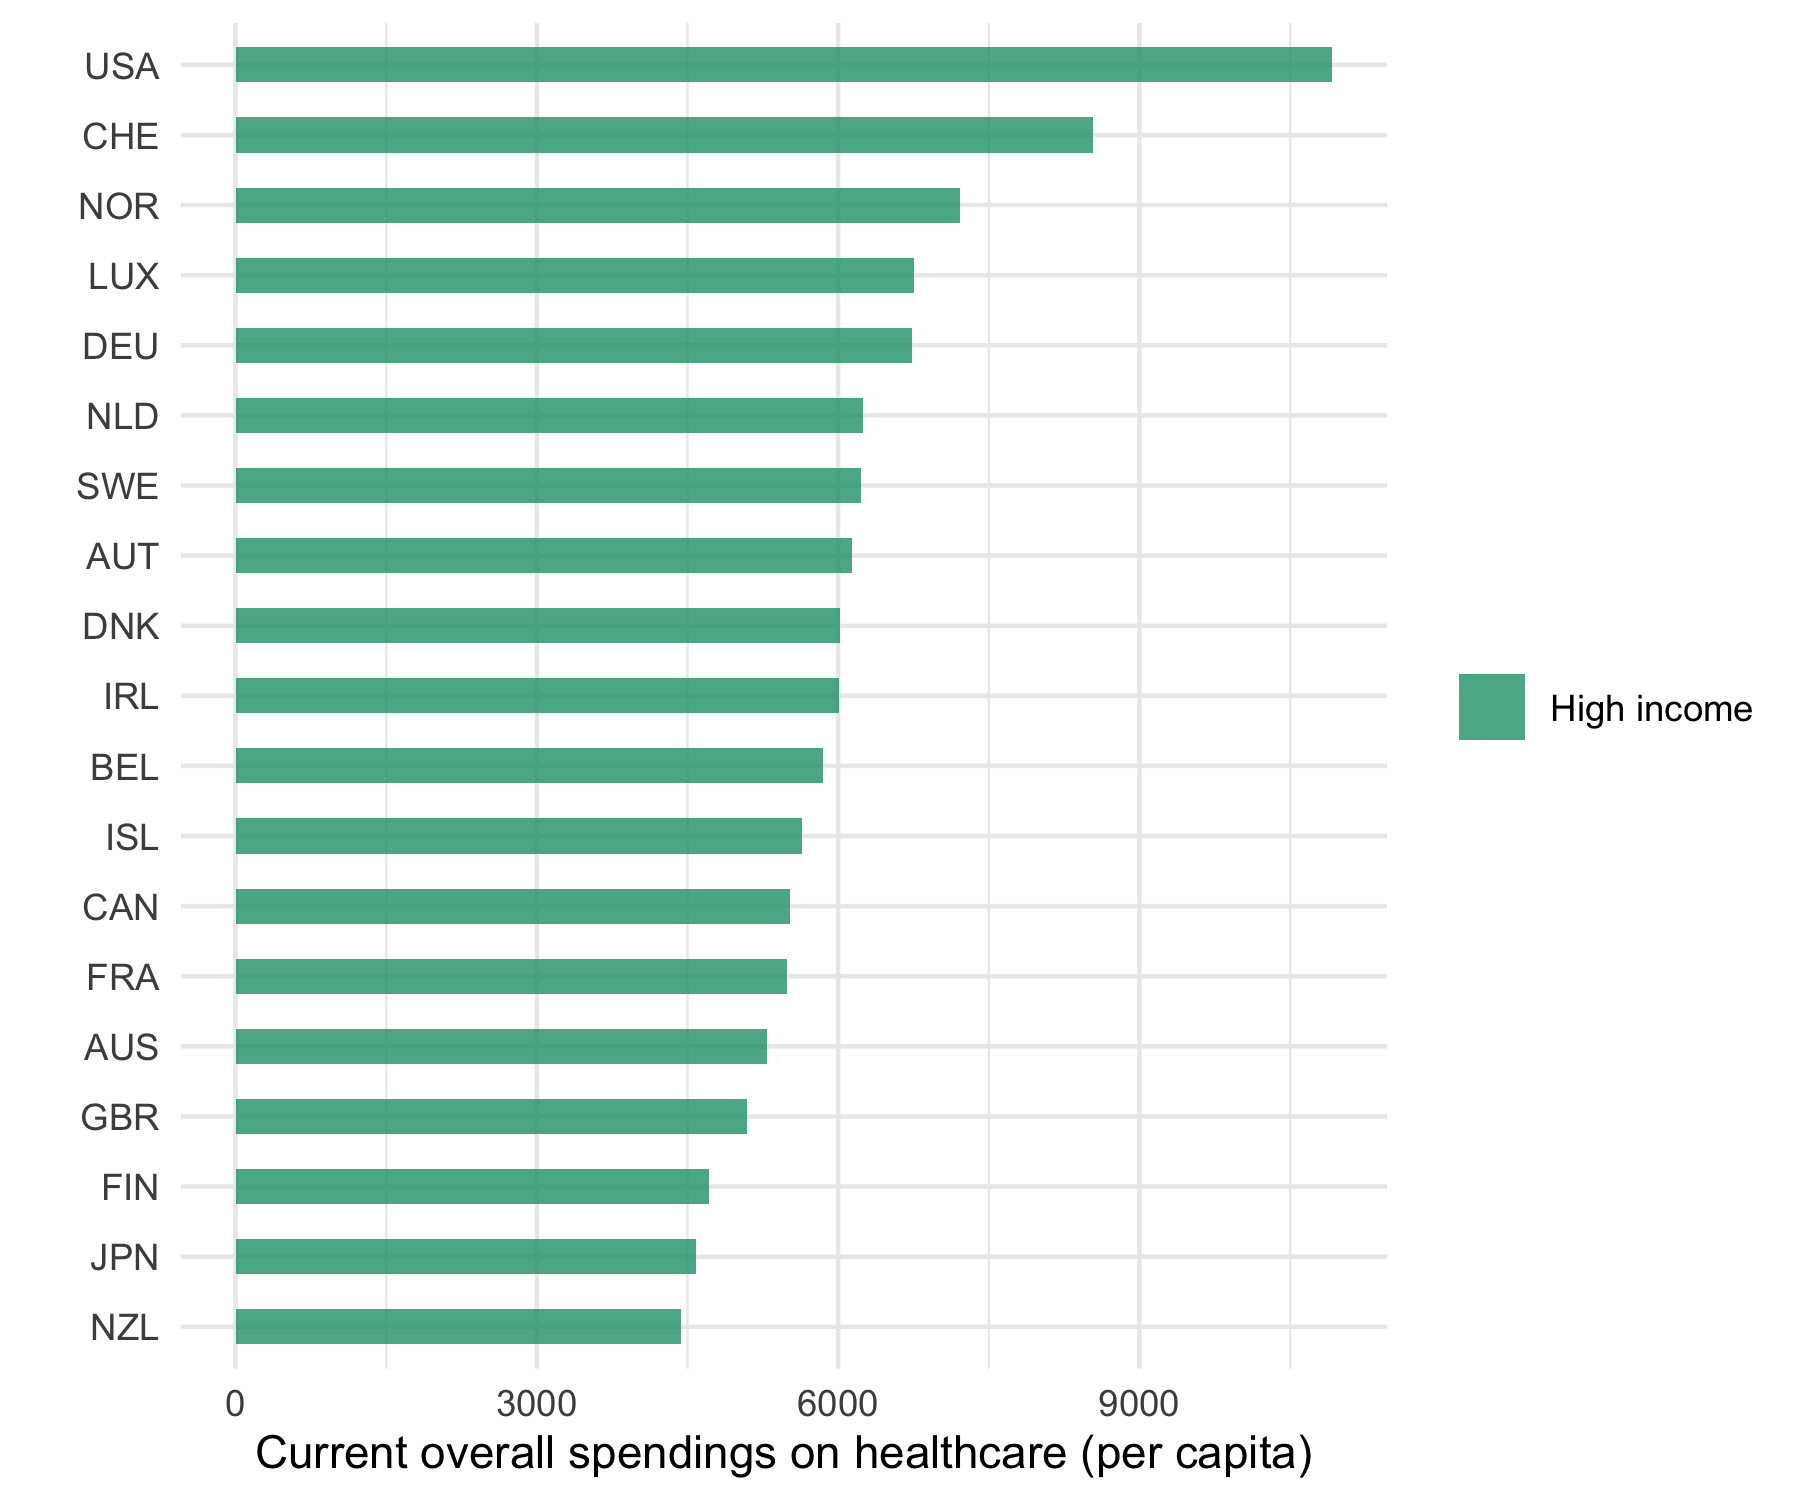 USA
CHE
NOR
LUX
DEU
NLD
SWE
AUT
DNK
IRL
BEL
ISL
CAN
FRA
AUS
GBR
FIN
JPN
NZL
0 3000 6000 9000
Current overall spendings on healthcare (per capita)
High income